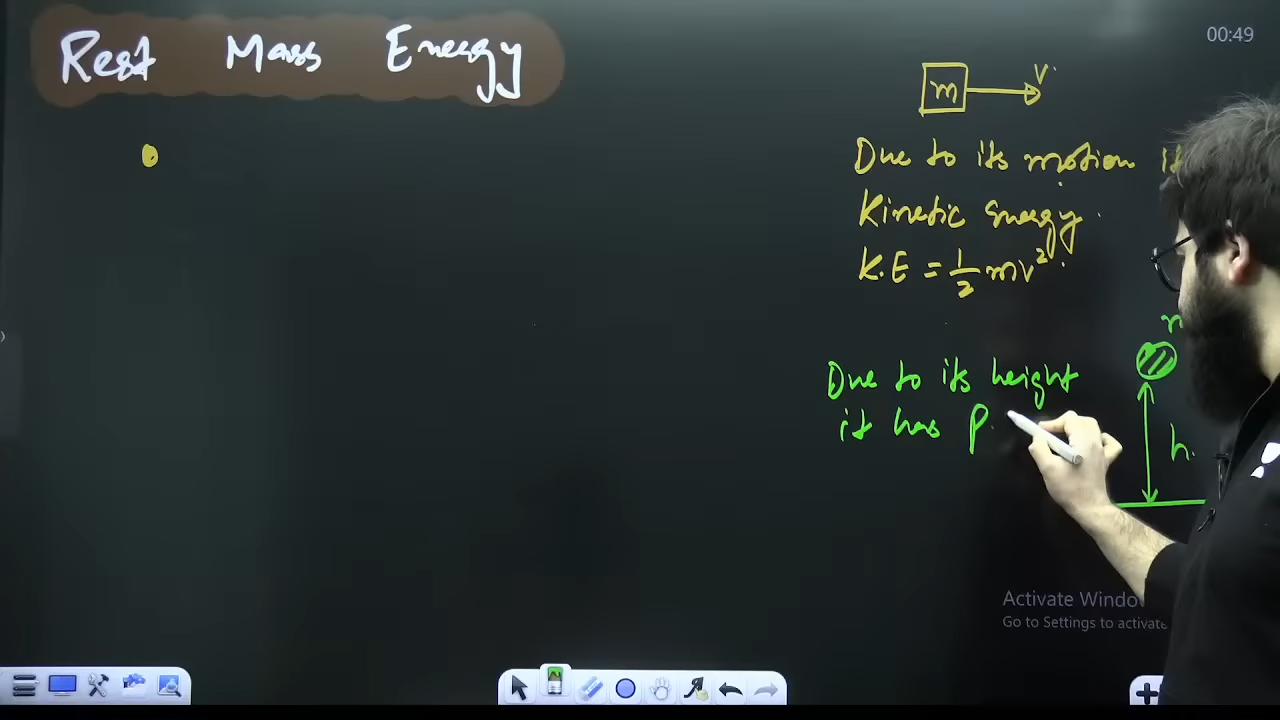 Rest Mass Energy
00:49
m
v
Due to its motion it
Kinetic Energy.
K.E = 1/2 mv².
Due to its height
it has P.
h.
Activate Windo
Go to Settings to activate